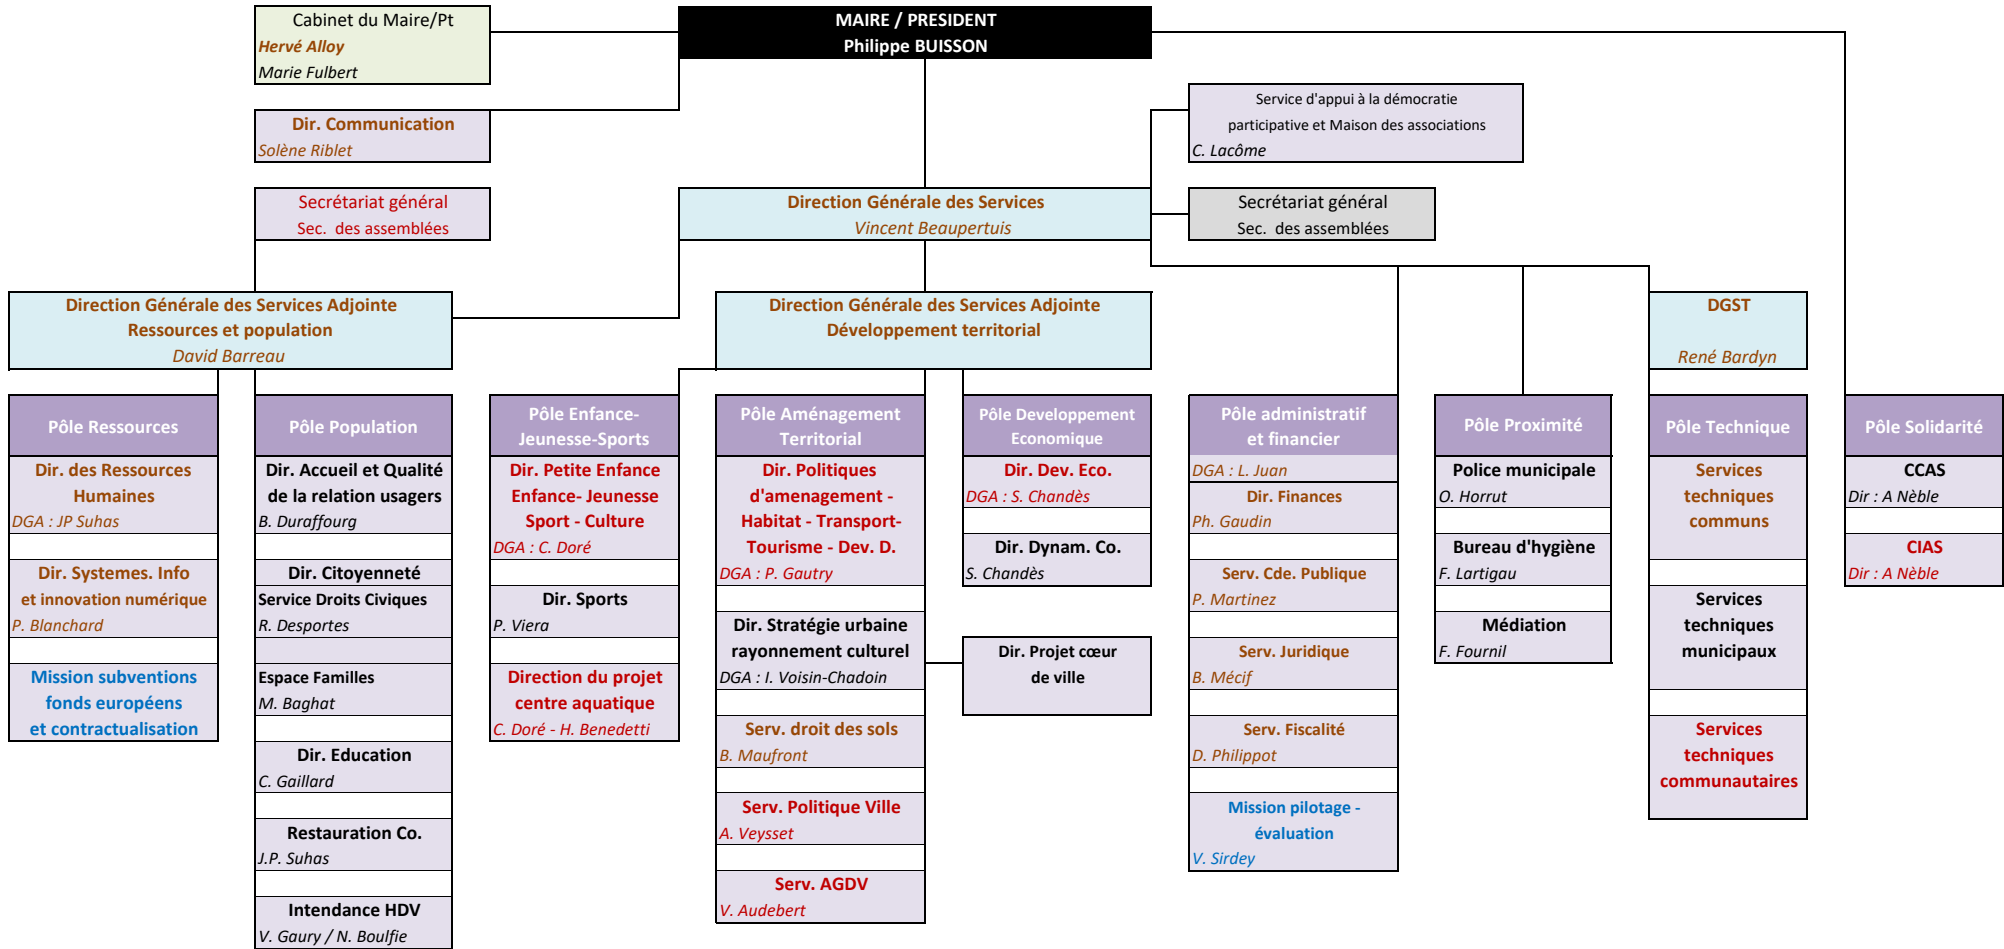 Cabinet du Maire/Pt
Hervé Alloy
Marie Fulbert
MAIRE / PRESIDENT
Philippe BUISSON
Dir. Communication
Solène Riblet
Service d'appui à la démocratie
participative et Maison des associations
C. Lacôme
Secrétariat général
Sec. des assemblées
Direction Générale des Services
Vincent Beaupertuis
Secrétariat général
Sec. des assemblées
Direction Générale des Services Adjointe
Ressources et population
David Barreau
Direction Générale des Services Adjointe
Développement territorial
DGST
René Bardyn
Pôle Ressources
Dir. des Ressources
Humaines
DGA : JP Suhas
Dir. Systemes. Info
et innovation numérique
P. Blanchard
Mission subventions
fonds européens
et contractualisation
Pôle Population
Dir. Accueil et Qualité
de la relation usagers
B. Duraffourg
Dir. Citoyenneté
Service Droits Civiques
R. Desportes
Espace Familles
M. Baghat
Dir. Education
C. Gaillard
Restauration Co.
J.P. Suhas
Intendance HDV
V. Gaury / N. Boulfie
Pôle Enfance-
Jeunesse-Sports
Dir. Petite Enfance
Enfance- Jeunesse
Sport - Culture
DGA : C. Doré
Dir. Sports
P. Viera
Direction du projet
centre aquatique
C. Doré - H. Benedetti
Pôle Aménagement
Territorial
Dir. Politiques
d'amenagement -
Habitat - Transport-
Tourisme - Dev. D.
DGA : P. Gautry
Dir. Stratégie urbaine
rayonnement culturel
DGA : I. Voisin-Chadoin
Serv. droit des sols
B. Maufront
Serv. Politique Ville
A. Veysset
Serv. AGDV
V. Audebert
Pôle Developpement
Economique
Dir. Dev. Eco.
DGA : S. Chandès
Dir. Dynam. Co.
S. Chandès
Dir. Projet cœur
de ville
Pôle administratif
et financier
DGA : L. Juan
Dir. Finances
Ph. Gaudin
Serv. Cde. Publique
P. Martinez
Serv. Juridique
B. Mécif
Serv. Fiscalité
D. Philippot
Mission pilotage -
évaluation
V. Sirdey
Pôle Proximité
Police municipale
O. Horrut
Bureau d'hygiène
F. Lartigau
Médiation
F. Fournil
Pôle Technique
Services
techniques
communs
Services
techniques
municipaux
Services
techniques
communautaires
Pôle Solidarité
CCAS
Dir : A Nèble
CIAS
Dir : A Nèble